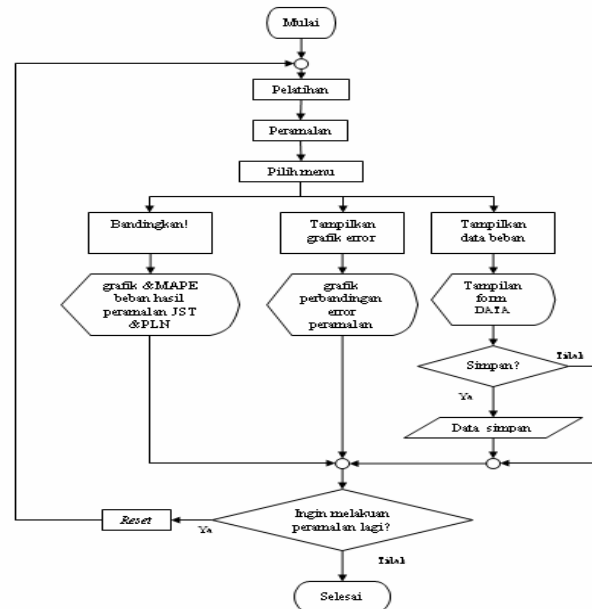 Mulai
Pelatihan
Peramalan
Pilih menu
Bandingkan!
Tampilkan
grafik error
Tampilkan
data beban
grafik &MAPE
beban hasil
peramalan JST
&PLN
grafik
perbandingan
error
peramalan
Tampilan
form
DATA
Simpan?
Tidak
Ya
Data simpan
Ingin melakuan
peramalan lagi?
Ya
Reset
Tidak
Selesai